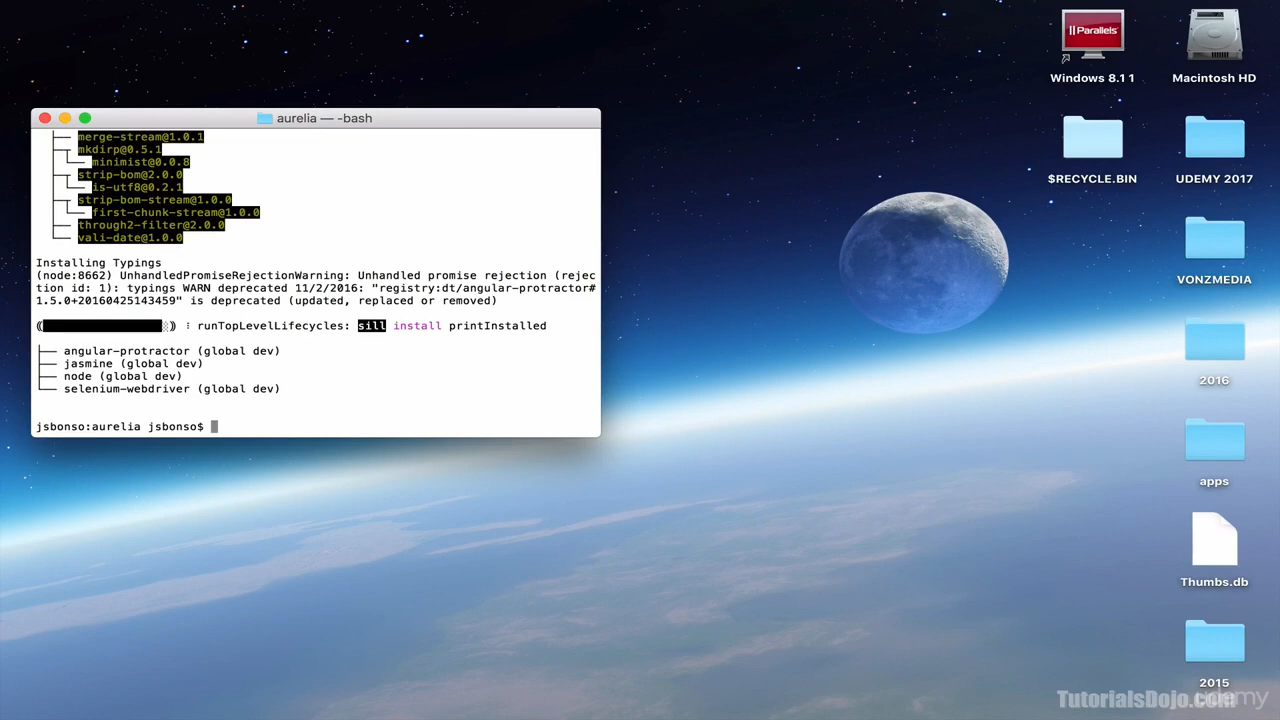 aurelia — -bash
├── merge-stream@1.0.1
├─┬ mkdirp@0.5.1
│ └── minimist@0.0.8
├─┬ strip-bom@2.0.0
│ └── is-utf8@0.2.1
├─┬ strip-bom-stream@1.0.0
│ └── first-chunk-stream@1.0.0
├── through2-filter@2.0.0
└── vali-date@1.0.0
Installing Typings
(node:8662) UnhandledPromiseRejectionWarning: Unhandled promise rejection (rejec
tion id: 1): typings WARN deprecated 11/2/2016: "registry:dt/angular-protractor#
1.5.0+20160425143459" is deprecated (updated, replaced or removed)
⸨██████████████░⸩ ⠸ runTopLevelLifecycles: sill install printInstalled
├── angular-protractor (global dev)
├── jasmine (global dev)
├── node (global dev)
└── selenium-webdriver (global dev)
jsbonso:aurelia jsbonso$
Parallels
Windows 8.1 1
Macintosh HD
$RECYCLE.BIN
UDEMY 2017
VONZMEDIA
2016
apps
Thumbs.db
2015
TutorialsDojo.com
udemy